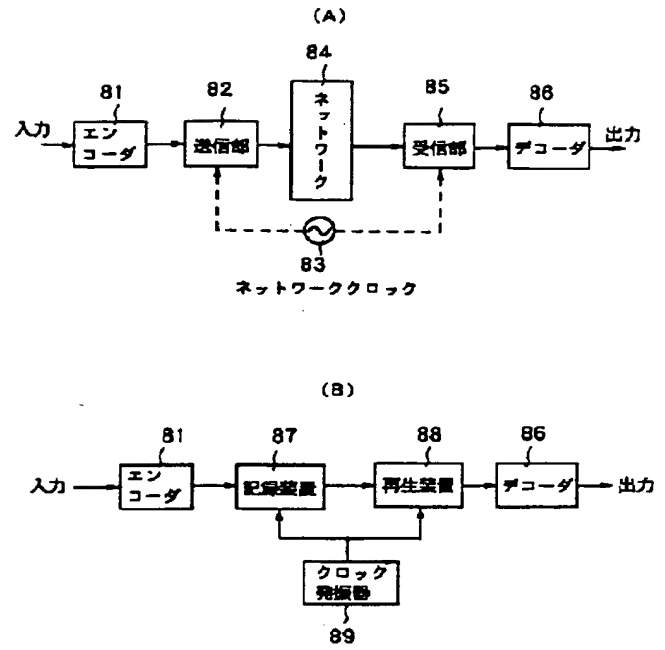 (A)
84
81
82
85
86
入力
エン
コーダ
送信部
ネットワーク
受信部
デコーダ
出力
83
ネットワーククロック
(B)
81
87
88
86
入力
エン
コーダ
記録装置
再生装置
デコーダ
出力
クロック
発振器
89